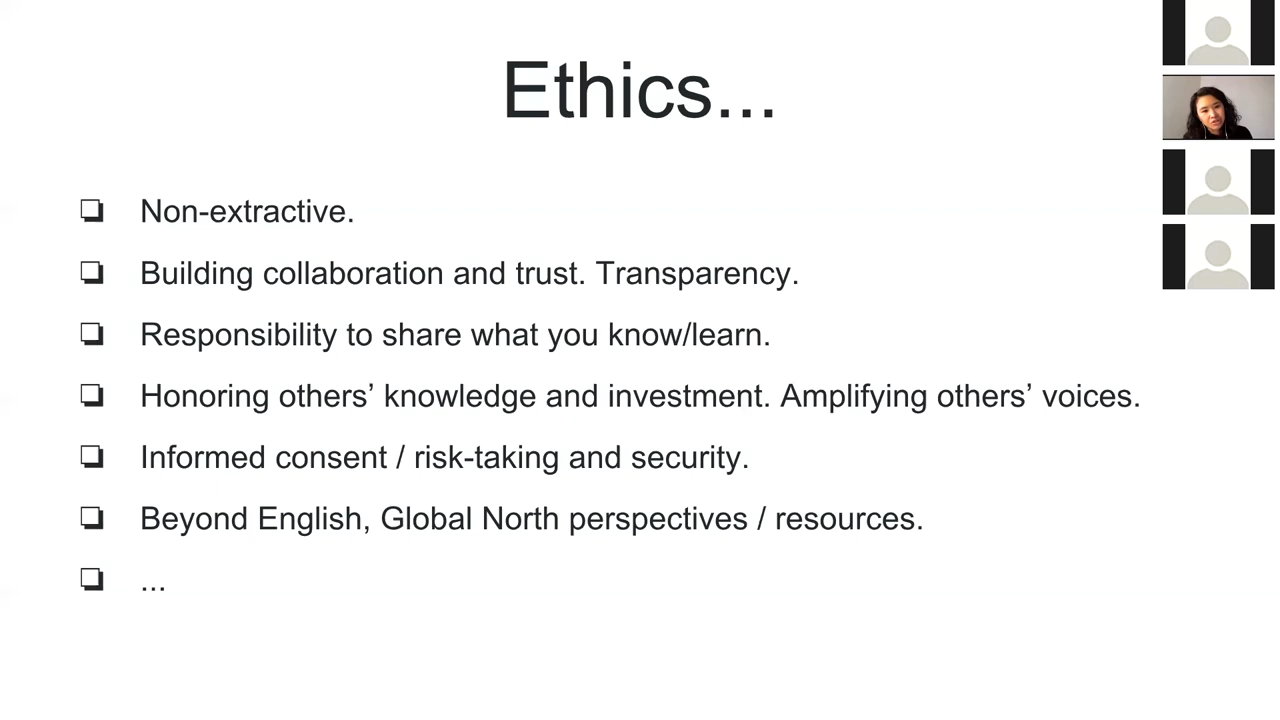 Ethics...
Non-extractive.
Building collaboration and trust. Transparency.
Responsibility to share what you know/learn.
Honoring others’ knowledge and investment. Amplifying others’ voices.
Informed consent / risk-taking and security.
Beyond English, Global North perspectives / resources.
...